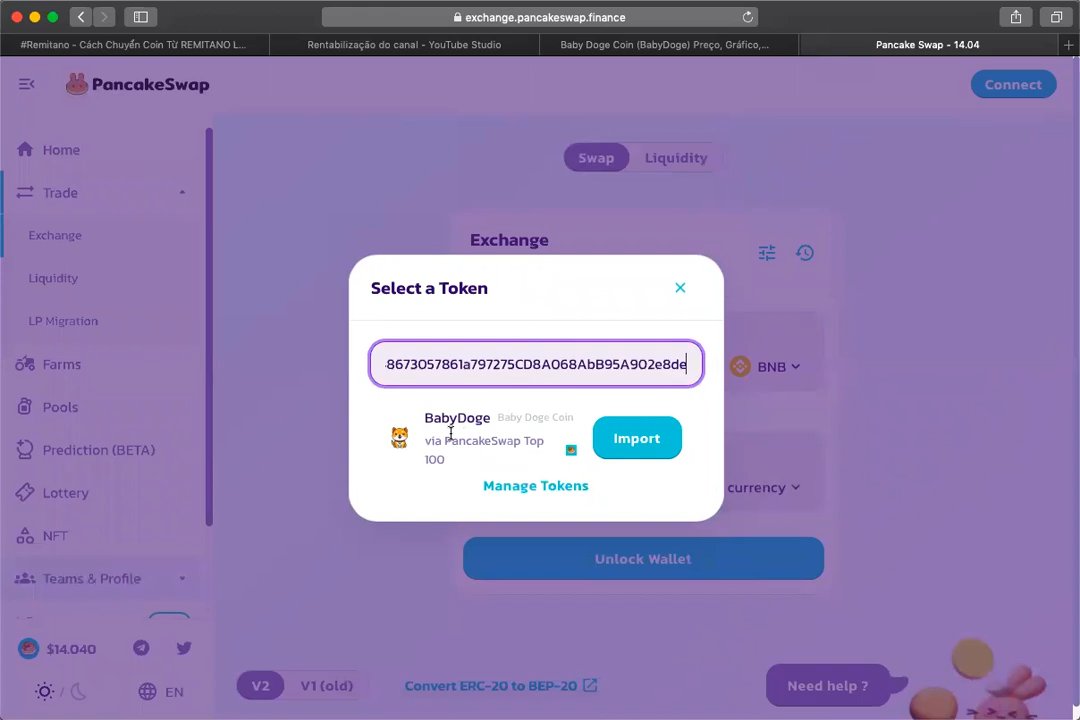 exchange.pancakeswap.finance
#Remitano - Cách Chuyển Coin Từ REMITANO L...
Rentabilização do canal - YouTube Studio
Baby Doge Coin (BabyDoge) Preço, Gráfico,...
Pancake Swap - 14.04
PancakeSwap
Connect
Home
Swap
Liquidity
Trade
Exchange
Exchange
Liquidity
LP Migration
Select a Token
8673057861a797275CD8A068AbB95A902e8de
BNB
Farms
Pools
BabyDoge Baby Doge Coin
via PancakeSwap Top
100
Import
Manage Tokens
currency
Prediction (BETA)
Lottery
NFT
Unlock Wallet
Teams & Profile
$14.040
EN
V2
V1 (old)
Convert ERC-20 to BEP-20
Need help ?